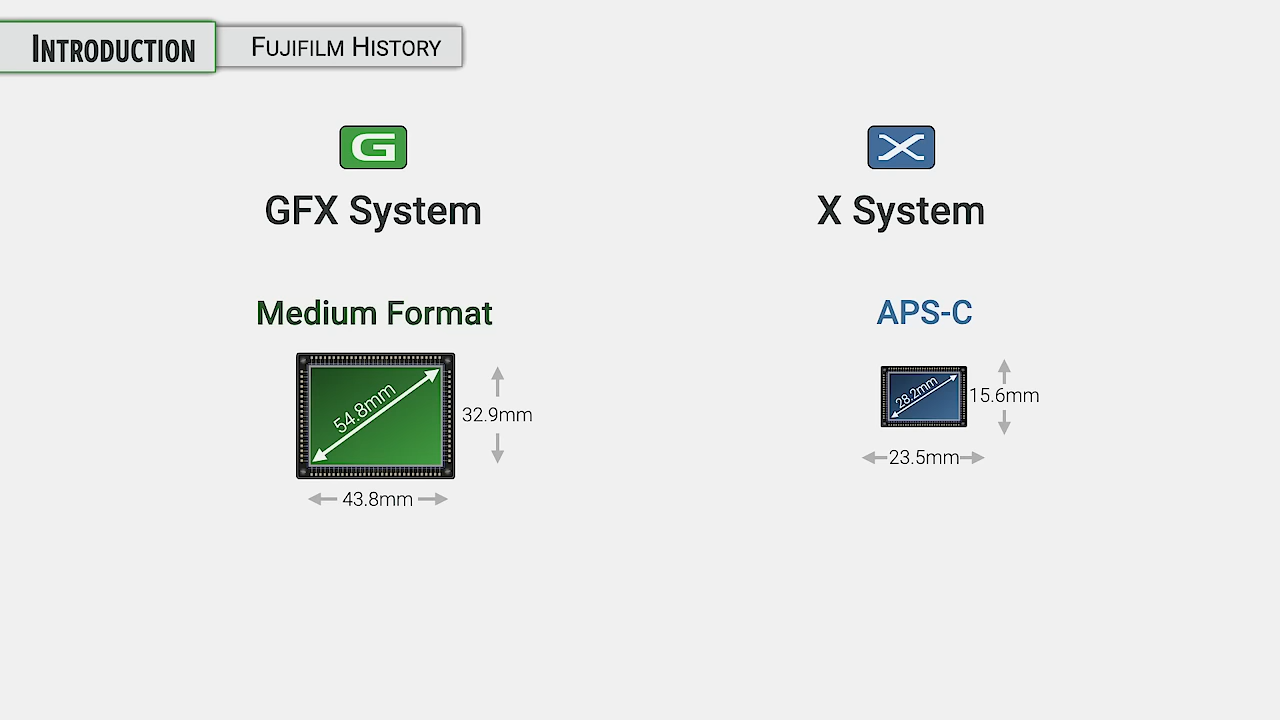 INTRODUCTION
FUJIFILM HISTORY
G
GFX System
Medium Format
54.8mm
32.9mm
43.8mm
X
X System
APS-C
28.2mm
15.6mm
23.5mm